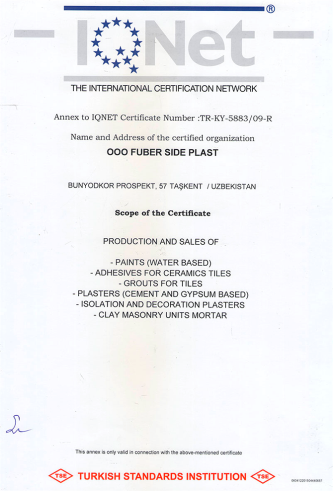 IQNet ®
THE INTERNATIONAL CERTIFICATION NETWORK
Annex to IQNET Certificate Number :TR-KY-5883/09-R
Name and Address of the certified organization
OOO FUBER SIDE PLAST
BUNYODKOR PROSPEKT, 57 TAŞKENT / UZBEKISTAN
Scope of the Certificate
PRODUCTION AND SALES OF
- PAINTS (WATER BASED)
- ADHESIVES FOR CERAMICS TILES
- GROUTS FOR TILES
- PLASTERS (CEMENT AND GYPSUM BASED)
- ISOLATION AND DECORATION PLASTERS
- CLAY MASONRY UNITS MORTAR
This annex is only valid in connection with the above-mentioned certificate
TSE TURKISH STANDARDS INSTITUTION TSE